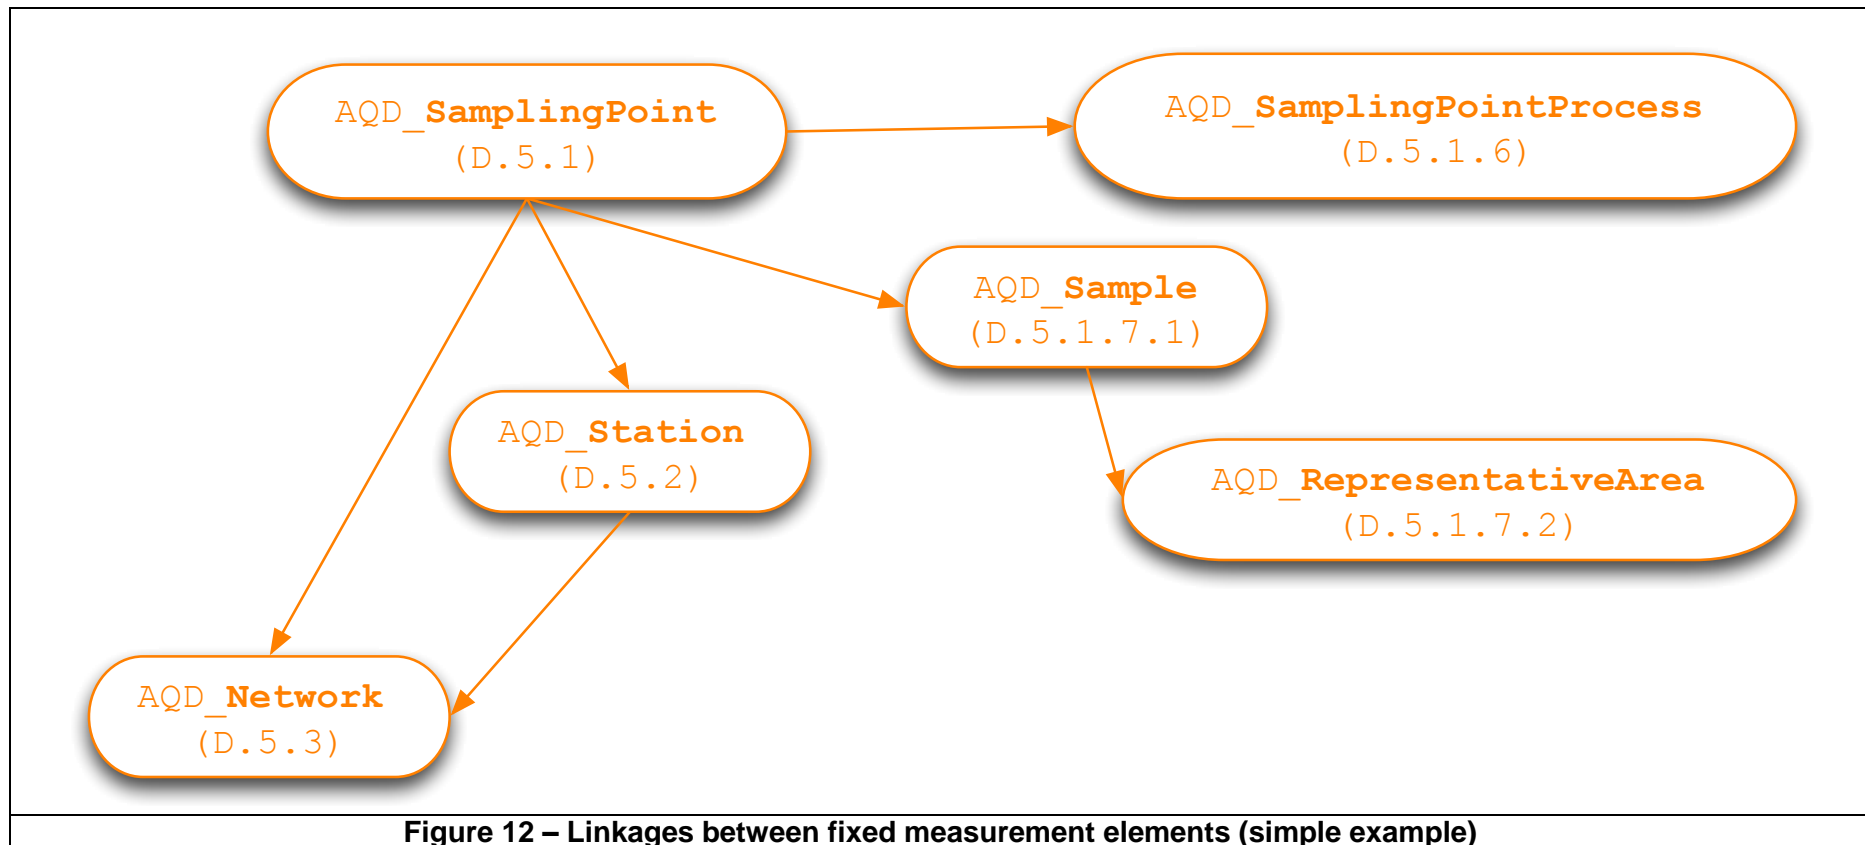 AQD_SamplingPoint
(D.5.1)
AQD_SamplingPointProcess
(D.5.1.6)
AQD_Sample
(D.5.1.7.1)
AQD_Station
(D.5.2)
AQD_RepresentativeArea
(D.5.1.7.2)
AQD_Network
(D.5.3)
Figure 12 – Linkages between fixed measurement elements (simple example)